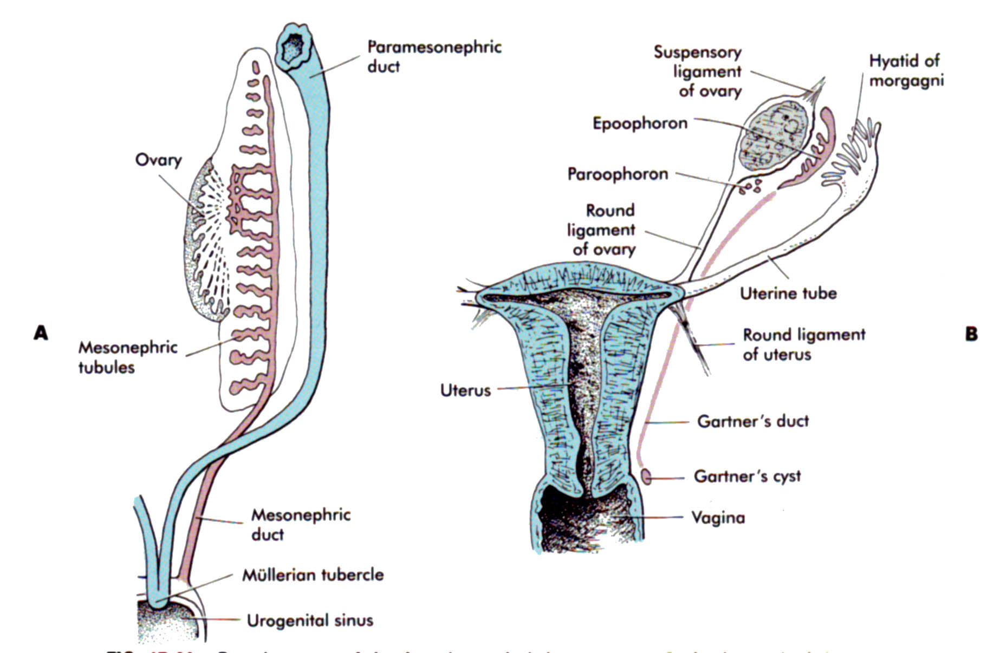 Paramesonephric
duct
Ovary
A
Mesonephric
tubules
Mesonephric
duct
Müllerian tubercle
Urogenital sinus
Suspensory
ligament
of ovary
Hyatid of
morgagni
Epoophoron
Paroophoron
Round
ligament
of ovary
Uterine tube
Round ligament
of uterus
B
Uterus
Gartner's duct
Gartner's cyst
Vagina